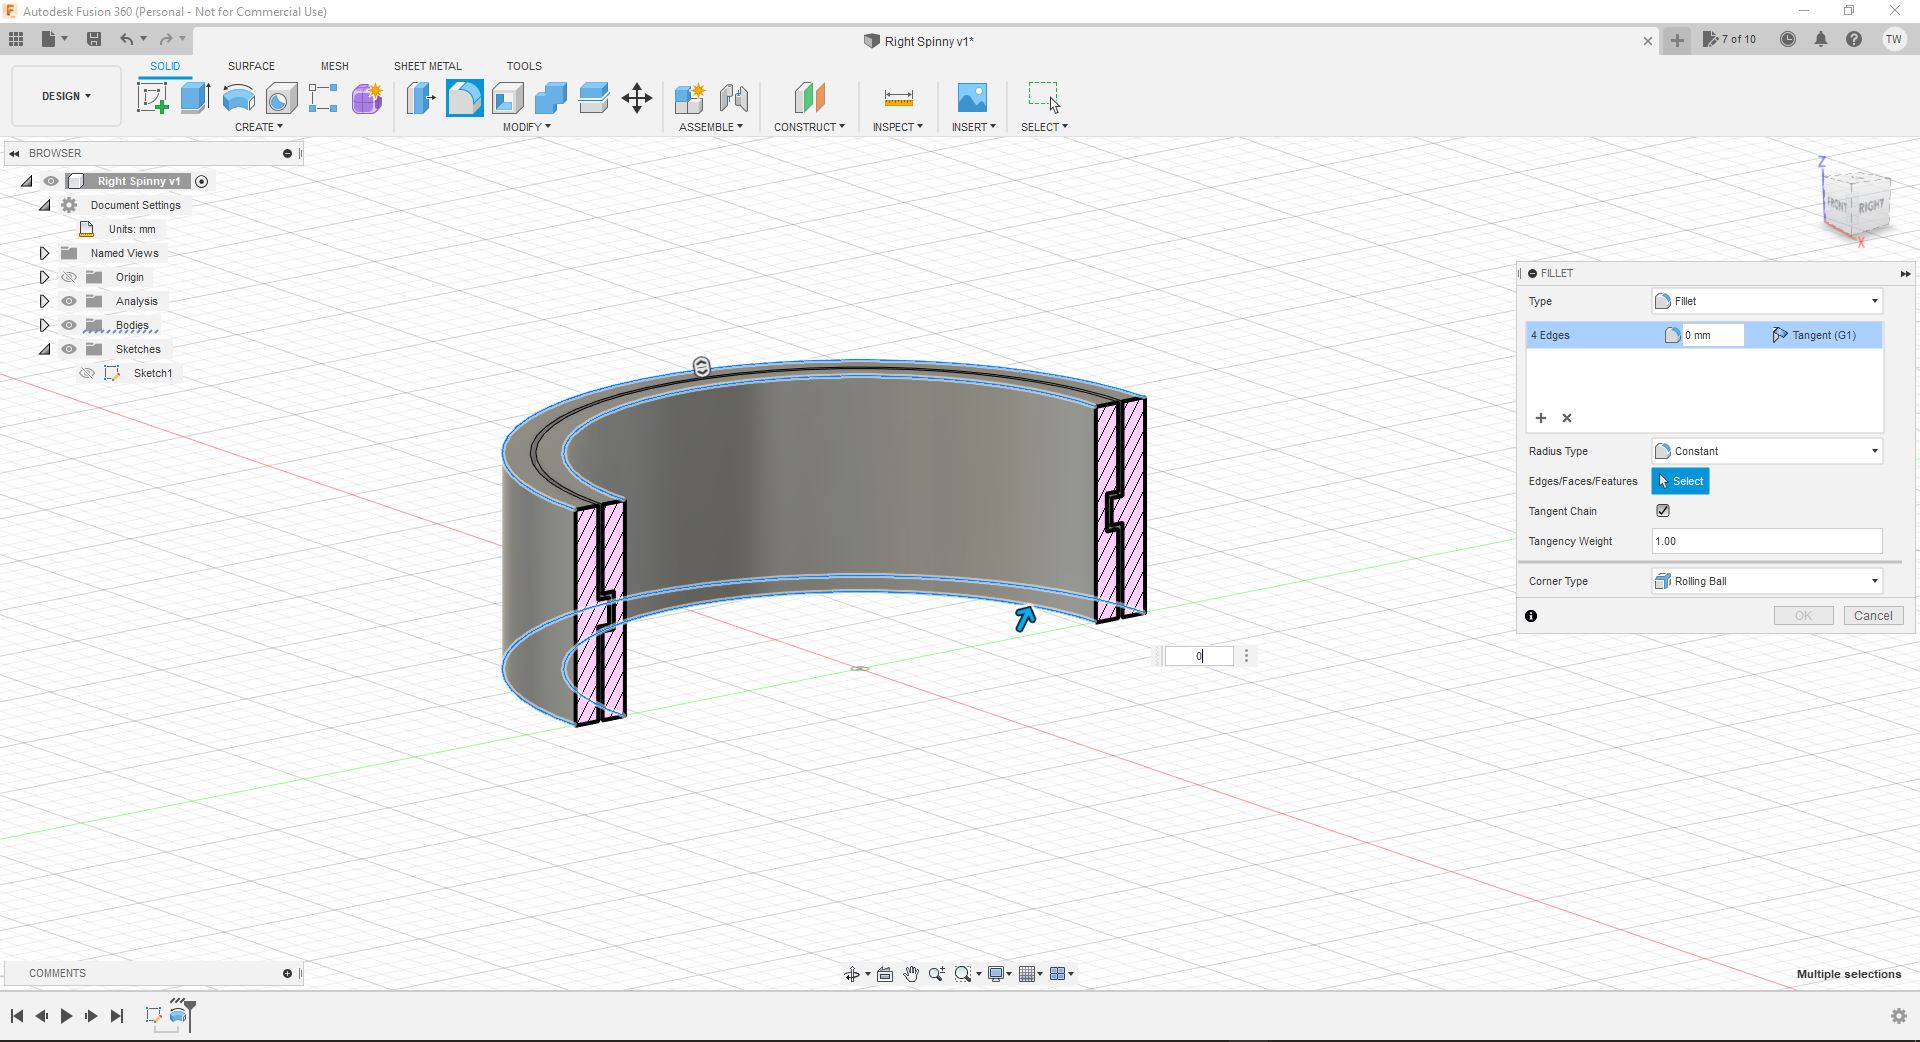 Autodesk Fusion 360 (Personal - Not for Commercial Use)
Right Spinny v1*
7 of 10
TW
DESIGN
SOLID
SURFACE
MESH
SHEET METAL
TOOLS
CREATE
MODIFY
ASSEMBLE
CONSTRUCT
INSPECT
INSERT
SELECT
BROWSER
Right Spinny v1
Document Settings
Units: mm
Named Views
Origin
Analysis
Bodies
Sketches
Sketch1
Z
FRONT
RIGHT
X
FILLET
Type
Fillet
4 Edges
0 mm
Tangent (G1)
Radius Type
Constant
Edges/Faces/Features
Select
Tangent Chain
Tangency Weight
1.00
Corner Type
Rolling Ball
OK
Cancel
0
COMMENTS
Multiple selections